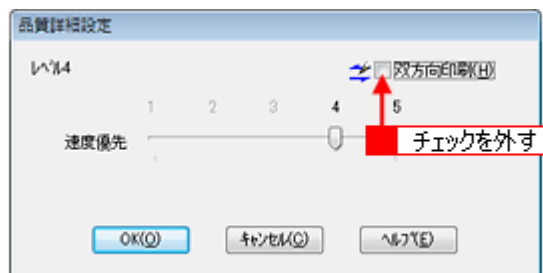 品質詳細設定
ﾚﾍﾞﾙ4
双方向印刷(H)
1 2 3 4 5
速度優先
チェックを外す
OK(O) ｷｬﾝｾﾙ(C) ﾍﾙﾌﾟ(E)